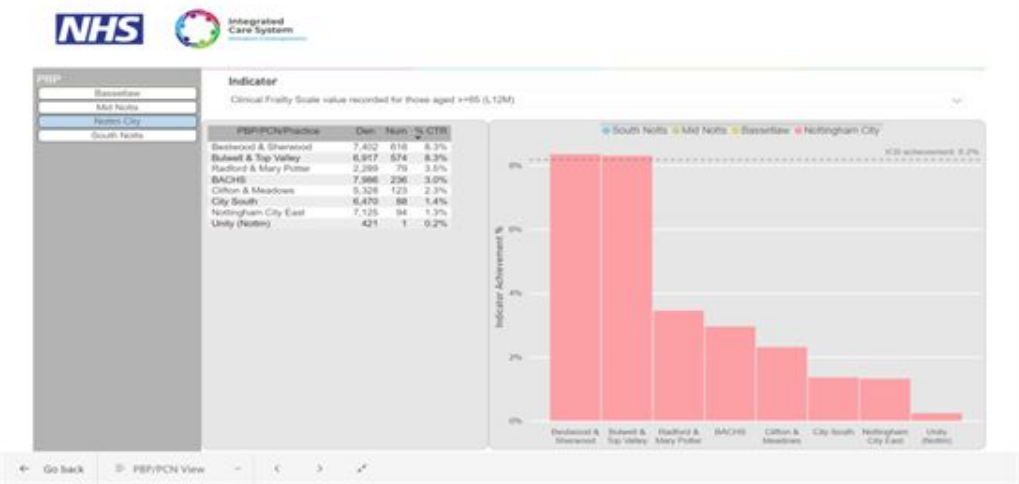 NHS
Integrated
Care System
PBP
Bassetlaw
Mid Notts
Nottm City
South Notts
Indicator
Clinical Frailty Scale value recorded for those aged >=65 (L12M)
PBP/PCN/Practice Den Num % CTR
Bestwood & Sherwood 7,402 616 8.3%
Bulwell & Top Valley 6,917 574 8.3%
Radford & Mary Potter 2,289 79 3.5%
BACHS 7,986 236 3.0%
Clifton & Meadows 5,328 123 2.3%
City South 6,470 88 1.4%
Nottingham City East 7,125 94 1.3%
Unity (Nottm) 421 1 0.2%
South Notts Mid Notts Bassetlaw Nottingham City
ICS achievement: 8.2%
8%
6%
4%
2%
0%
Indicator Achievement %
Bestwood & Sherwood
Bulwell & Top Valley
Radford & Mary Potter
BACHS
Clifton & Meadows
City South
Nottingham City East
Unity (Nottm)
Go back
PBP/PCN View